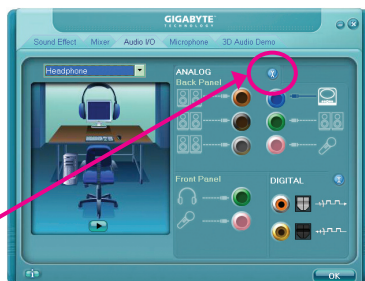 GIGABYTE
TECHNOLOGY
Sound Effect Mixer Audio I/O Microphone 3D Audio Demo
Headphone
ANALOG
Back Panel
Front Panel
DIGITAL
OK